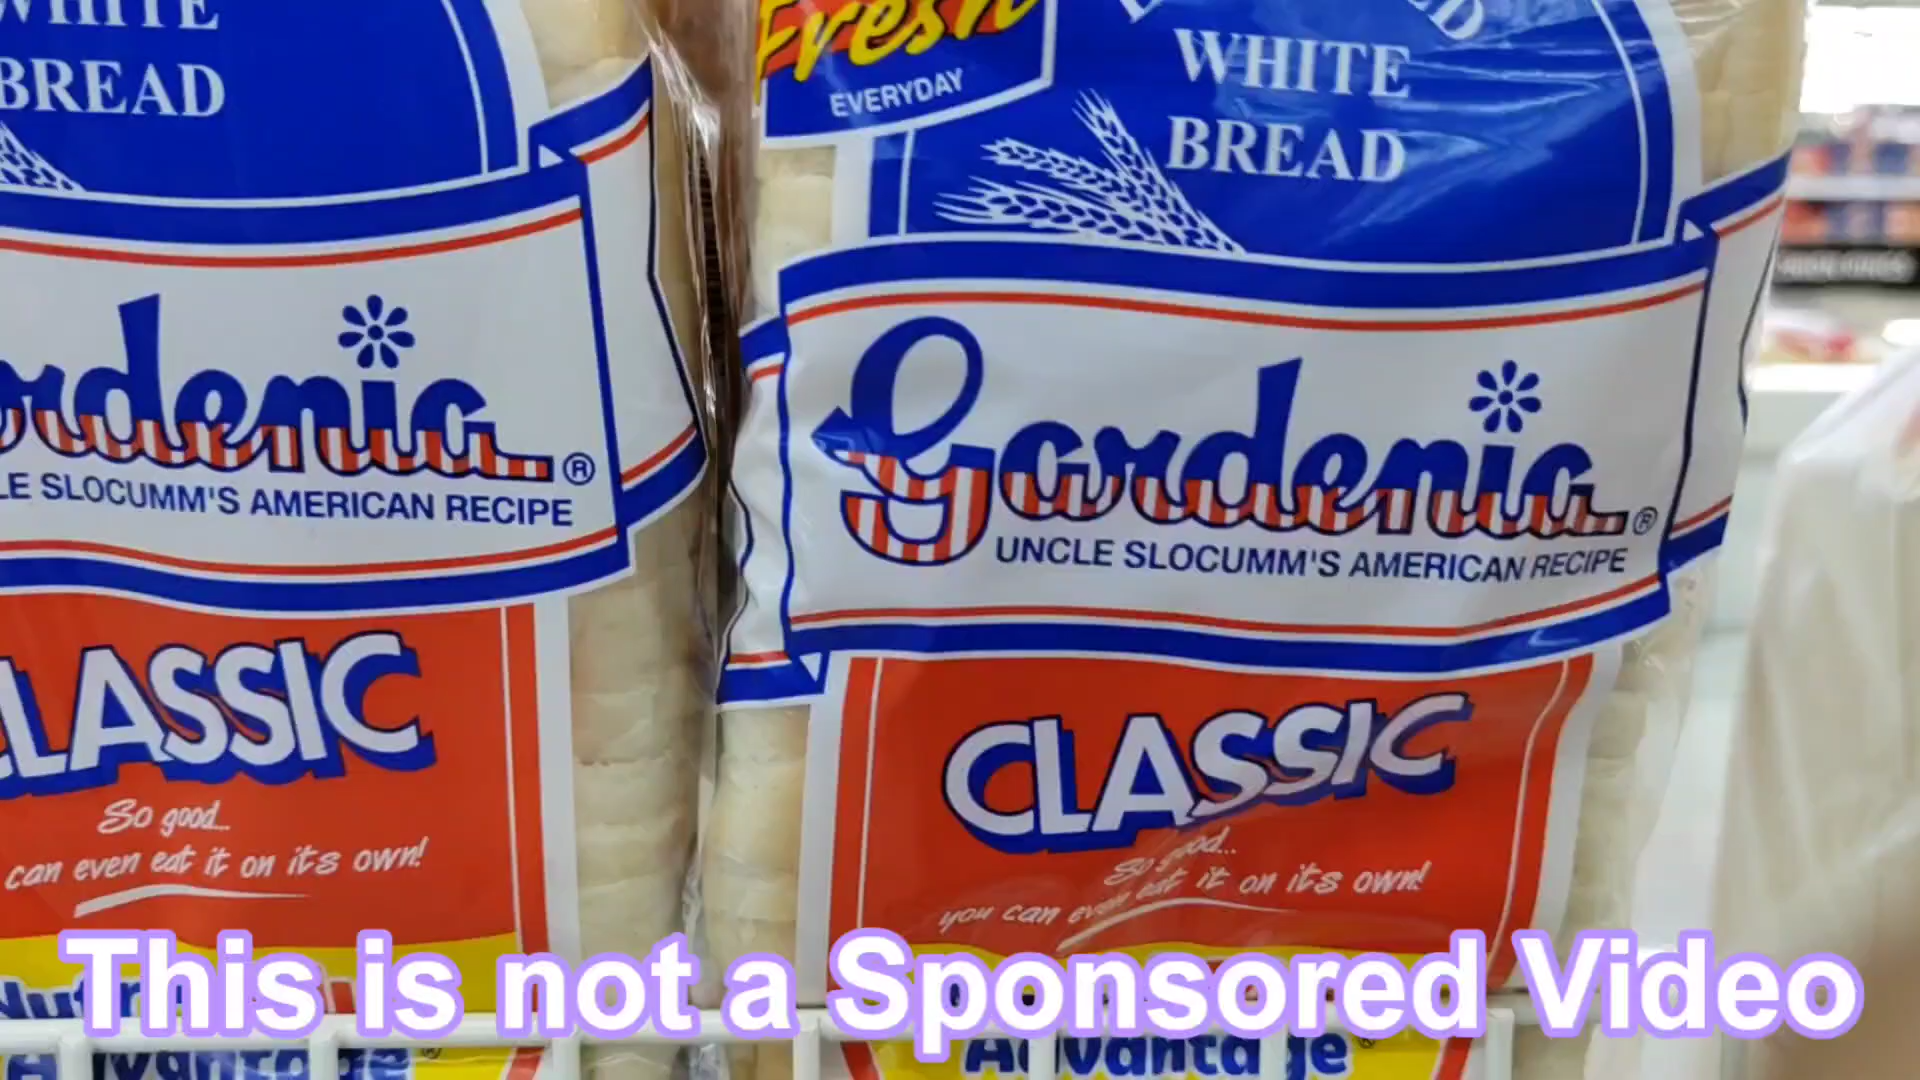 WHITE
BREAD
SLOCUMM'S AMERICAN RECIPE
CLASSIC
So good...
can even eat it on its own!
Fresh
EVERYDAY
WHITE
BREAD
Gardenia®
UNCLE SLOCUMM'S AMERICAN RECIPE
CLASSIC
So good...
you can even eat it on its own!
This is not a Sponsored Video
Advantage®